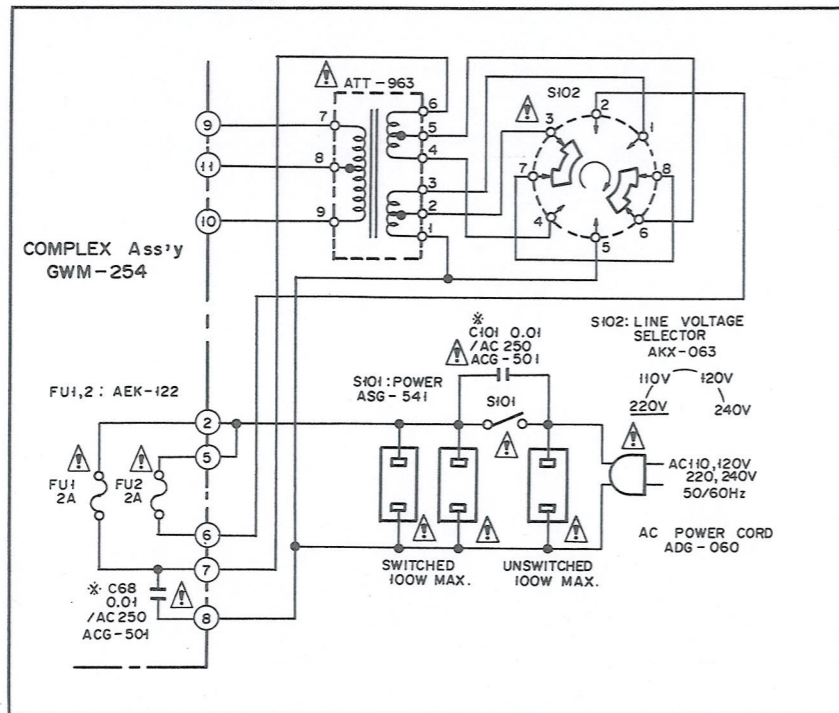 ATT-963
S102
6
5
4
3
2
1
7
8
9
3
2
1
7
8
4
5
6
9
11
10
COMPLEX Ass'y
GWM-254
FU1,2 : AEK-122
2
5
6
7
8
FU1
2A
FU2
2A
※ C68
0.01
/AC250
ACG-501
S101 : POWER
ASG-541
※
C101 0.01
/AC 250
ACG-501
S101
SWITCHED
100W MAX.
UNSWITCHED
100W MAX.
S102: LINE VOLTAGE
SELECTOR
AKX-063
110V 120V
220V 240V
AC110, 120V
220, 240V
50/60Hz
AC POWER CORD
ADG-060